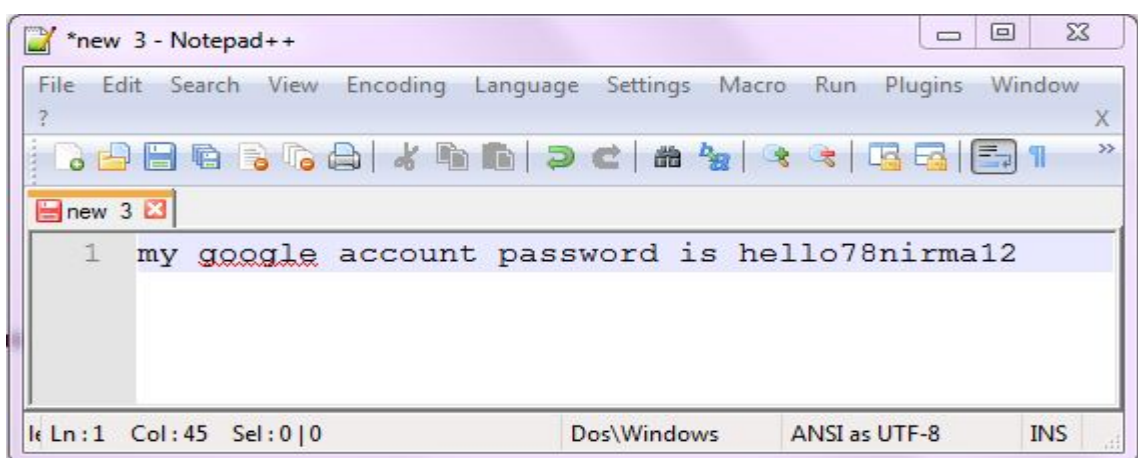 *new 3 - Notepad++
File Edit Search View Encoding Language Settings Macro Run Plugins Window
? X
new 3
1 my google account password is hello78nirma12
Ln : 1 Col : 45 Sel : 0 | 0 Dos\Windows ANSI as UTF-8 INS